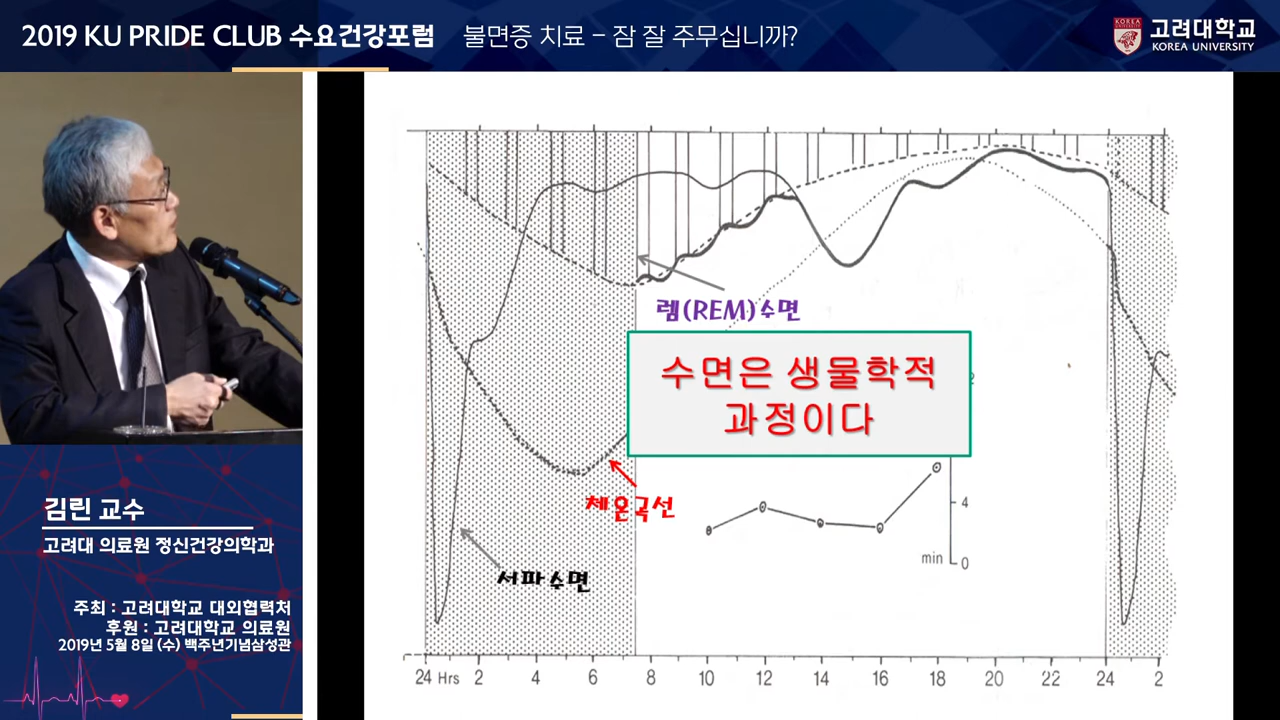 2019 KU PRIDE CLUB 수요건강포럼 불면증 치료 - 잠 잘 주무십니까?
KOREA
UNIVERSITY
고려대학교
KOREA UNIVERSITY
김린 교수
고려대 의료원 정신건강의학과
주최 : 고려대학교 대외협력처
후원 : 고려대학교 의료원
2019년 5월 8일 (수) 백주년기념삼성관
렘(REM)수면
수면은 생물학적
과정이다
체온곡선
서파수면
4
min 0
24 Hrs 2 4 6 8 10 12 14 16 18 20 22 24 2